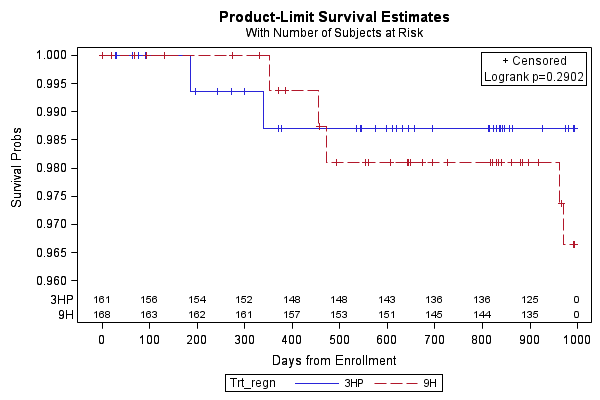 Product-Limit Survival Estimates
With Number of Subjects at Risk
+ Censored
Logrank p=0.2902
Survival Probs
1.000
0.995
0.990
0.985
0.980
0.975
0.970
0.965
0.960
3HP 161 156 154 152 148 148 143 136 136 125 0
9H 168 163 162 161 157 153 151 145 144 135 0
0 100 200 300 400 500 600 700 800 900 1000
Days from Enrollment
Trt_regn 3HP 9H